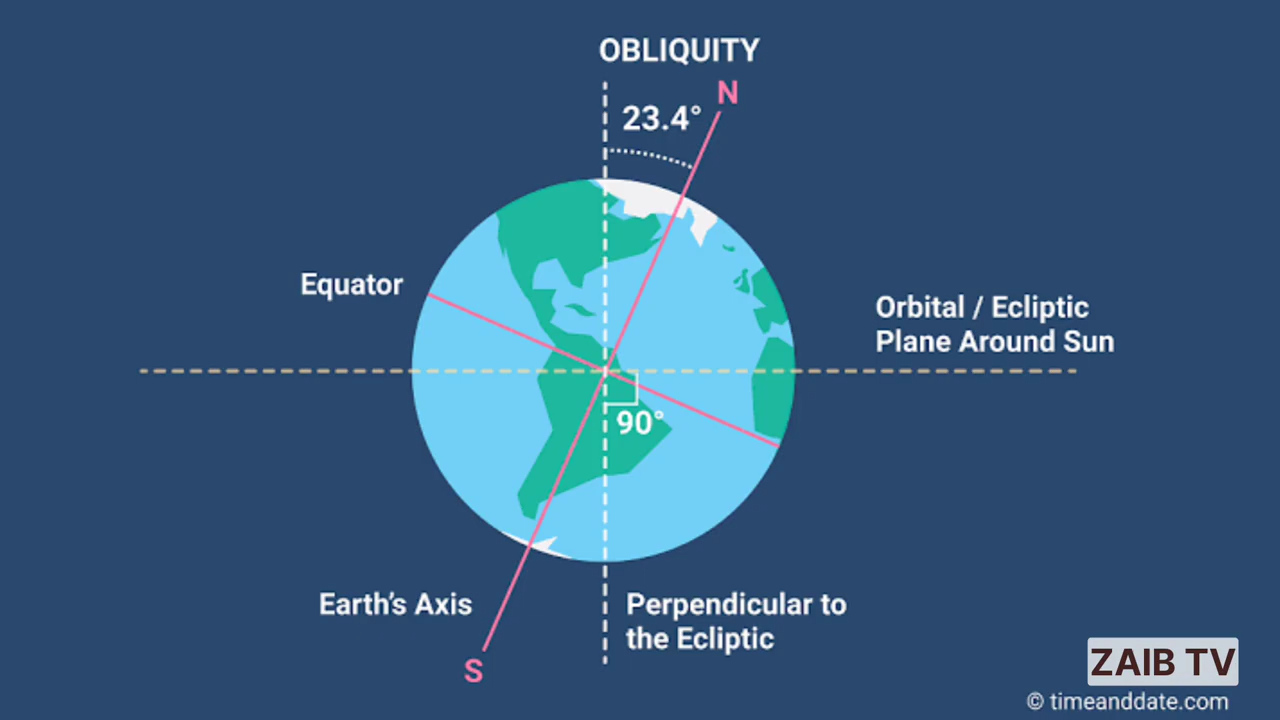 OBLIQUITY
N
23.4°
Equator
Orbital / Ecliptic
Plane Around Sun
90°
Earth's Axis
Perpendicular to
the Ecliptic
S
ZAIB TV
© timeanddate.com